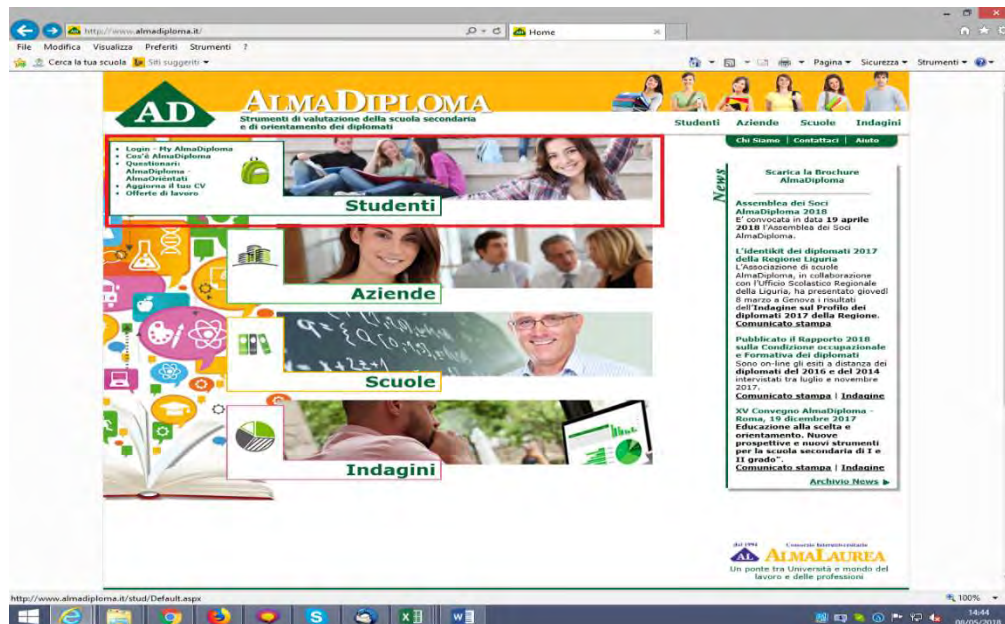 http://www.almadiploma.it/
Home
File Modifica Visualizza Preferiti Strumenti ?
Cerca la tua scuola Siti suggeriti
Pagina Sicurezza Strumenti
AD
ALMADIPLOMA
Strumenti di valutazione della scuola secondaria
e di orientamento dei diplomati
Studenti Aziende Scuole Indagini
Chi Siamo | Contattaci | Aiuto
• Login - My AlmaDiploma
• Cos'è AlmaDiploma
• Questionari:
AlmaDiploma -
AlmaOrièntati
• Aggiorna il tuo CV
• Offerte di lavoro
Studenti
Aziende
Scuole
Indagini
News
Scarica la Brochure
AlmaDiploma
Assemblea dei Soci
AlmaDiploma 2018
E' convocata in data 19 aprile
2018 l'Assemblea dei Soci
AlmaDiploma.
L'identikit dei diplomati 2017
della Regione Liguria
L'Associazione di scuole
AlmaDiploma, in collaborazione
con l'Ufficio Scolastico Regionale
della Liguria, ha presentato giovedì
8 marzo a Genova i risultati
dell'Indagine sul Profilo dei
diplomati 2017 della Regione.
Comunicato stampa
Pubblicato il Rapporto 2018
sulla Condizione occupazionale
e Formativa dei diplomati
Sono on-line gli esiti a distanza dei
diplomati del 2016 e del 2014
intervistati tra luglio e novembre
2017.
Comunicato stampa | Indagine
XV Convegno AlmaDiploma -
Roma, 19 dicembre 2017
Educazione alla scelta e
orientamento. Nuove
prospettive e nuovi strumenti
per la scuola secondaria di I e
II grado".
Comunicato stampa | Indagine
Archivio News
dal 1994 Consorzio Interuniversitario
AL ALMALAUREA
Un ponte tra Università e mondo del
lavoro e delle professioni
http://www.almadiploma.it/stud/Default.aspx
100%
14:44
08/05/2018